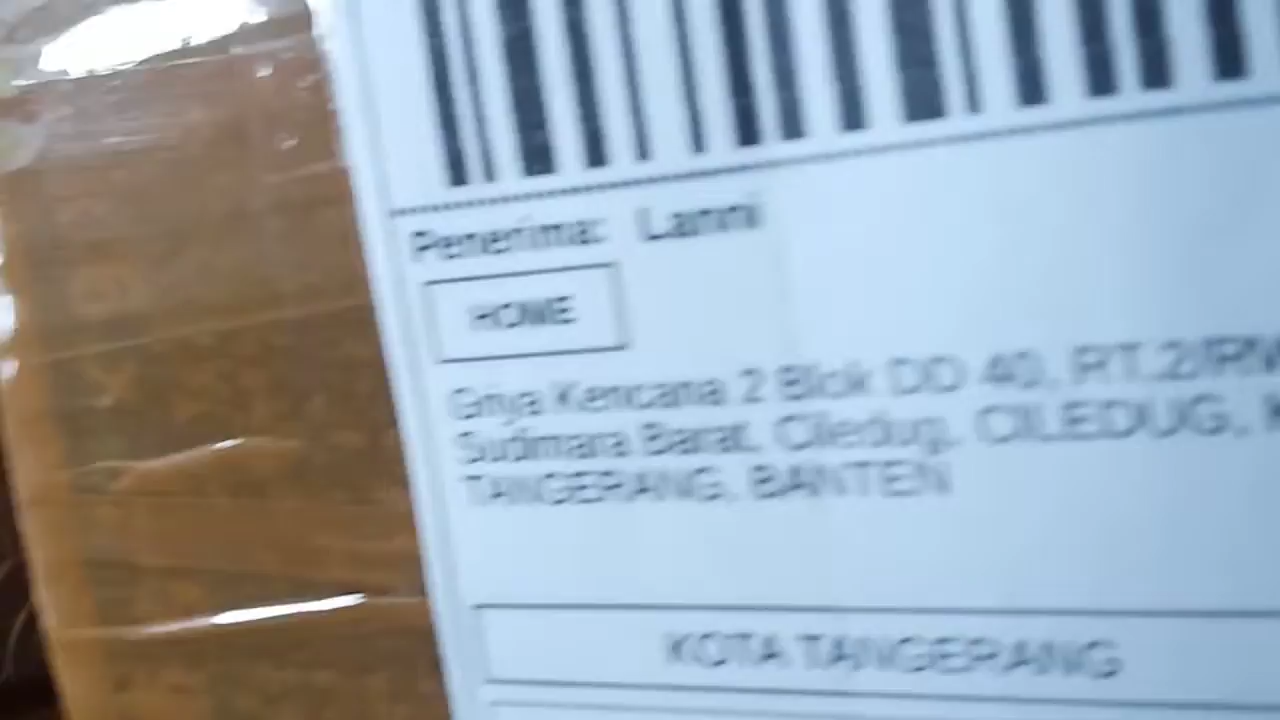 Penerima: Lanni
HOME
Griya Kencana 2 Blok DD 40, RT.2/RW
Sudimara Barat, Ciledug, CILEDUG, K
TANGERANG, BANTEN
KOTA TANGERANG